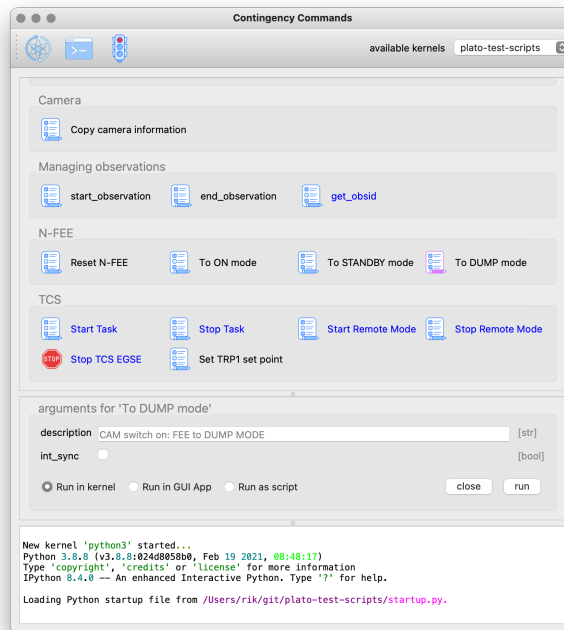 Contingency Commands
available kernels plato-test-scripts
Camera
Copy camera information
Managing observations
start_observation end_observation get_obsid
N-FEE
Reset N-FEE To ON mode To STANDBY mode To DUMP mode
TCS
Start Task Stop Task Start Remote Mode Stop Remote Mode
STOP Stop TCS EGSE Set TRP1 set point
arguments for 'To DUMP mode'
description CAM switch on: FEE to DUMP MODE [str]
int_sync [bool]
Run in kernel Run in GUI App Run as script close run
New kernel 'python3' started...
Python 3.8.8 (v3.8.8:024d8058b0, Feb 19 2021, 08:48:17)
Type 'copyright', 'credits' or 'license' for more information
IPython 8.4.0 -- An enhanced Interactive Python. Type '?' for help.
Loading Python startup file from /Users/rik/git/plato-test-scripts/startup.py.